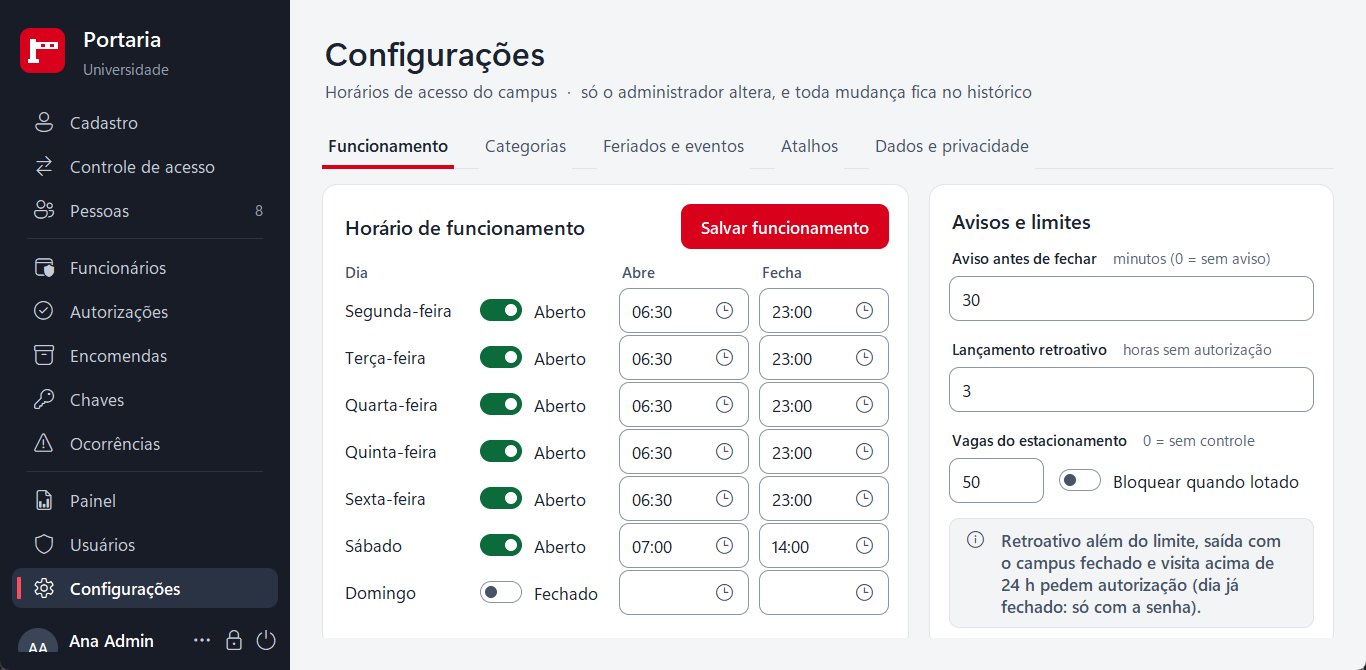 Portaria
Universidade
Cadastro
Controle de acesso
Pessoas 8
Funcionários
Autorizações
Encomendas
Chaves
Ocorrências
Painel
Usuários
Configurações
AA Ana Admin
Configurações
Horários de acesso do campus · só o administrador altera, e toda mudança fica no histórico
Funcionamento Categorias Feriados e eventos Atalhos Dados e privacidade
Horário de funcionamento Salvar funcionamento
Dia Abre Fecha
Segunda-feira Aberto 06:30 23:00
Terça-feira Aberto 06:30 23:00
Quarta-feira Aberto 06:30 23:00
Quinta-feira Aberto 06:30 23:00
Sexta-feira Aberto 06:30 23:00
Sábado Aberto 07:00 14:00
Domingo Fechado
Avisos e limites
Aviso antes de fechar minutos (0 = sem aviso)
30
Lançamento retroativo horas sem autorização
3
Vagas do estacionamento 0 = sem controle
50 Bloquear quando lotado
Retroativo além do limite, saída com
o campus fechado e visita acima de
24 h pedem autorização (dia já
fechado: só com a senha).